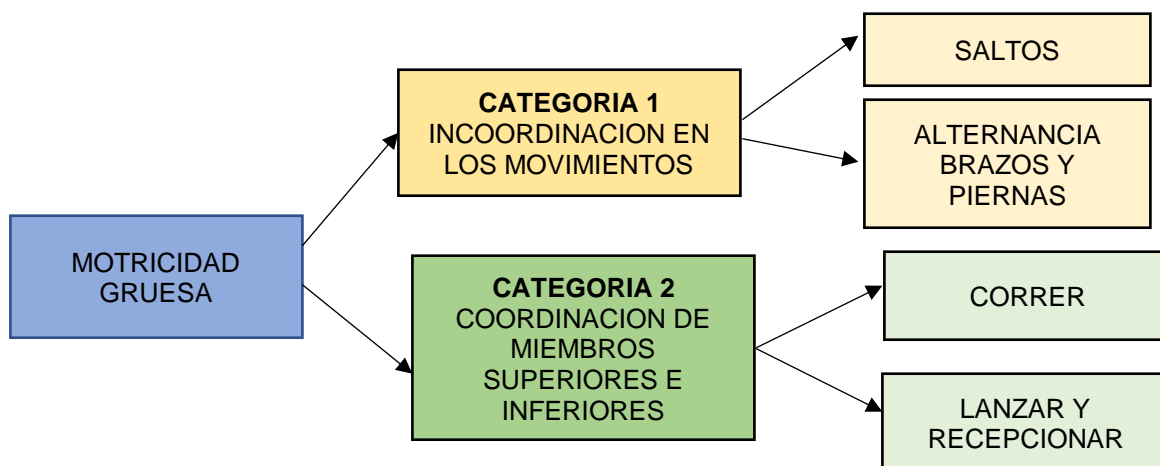 MOTRICIDAD
GRUESA
CATEGORIA 1
INCOORDINACION EN
LOS MOVIMIENTOS
SALTOS
ALTERNANCIA
BRAZOS Y
PIERNAS
CATEGORIA 2
COORDINACION DE
MIEMBROS
SUPERIORES E
INFERIORES
CORRER
LANZAR Y
RECEPCIONAR